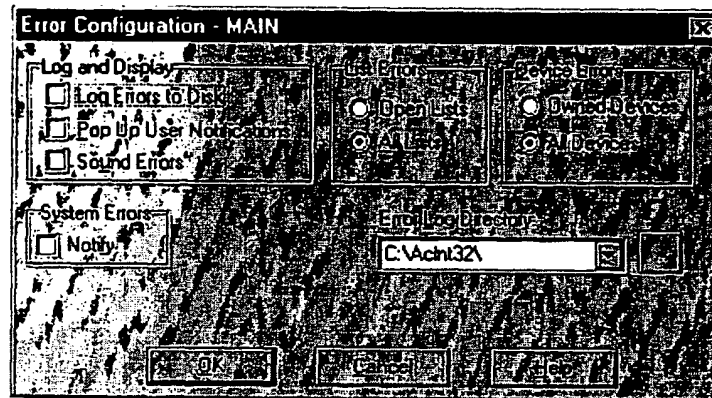 Error Configuration - MAIN
Log and Display
Log Errors to Disk
Pop Up User Notifications
Sound Errors
List Errors
Open Lists
All Lists
Device Errors
Owned Devices
All Devices
System Errors
Notify
Error Log Directory
C:\AcInt32\
OK
Cancel
Help